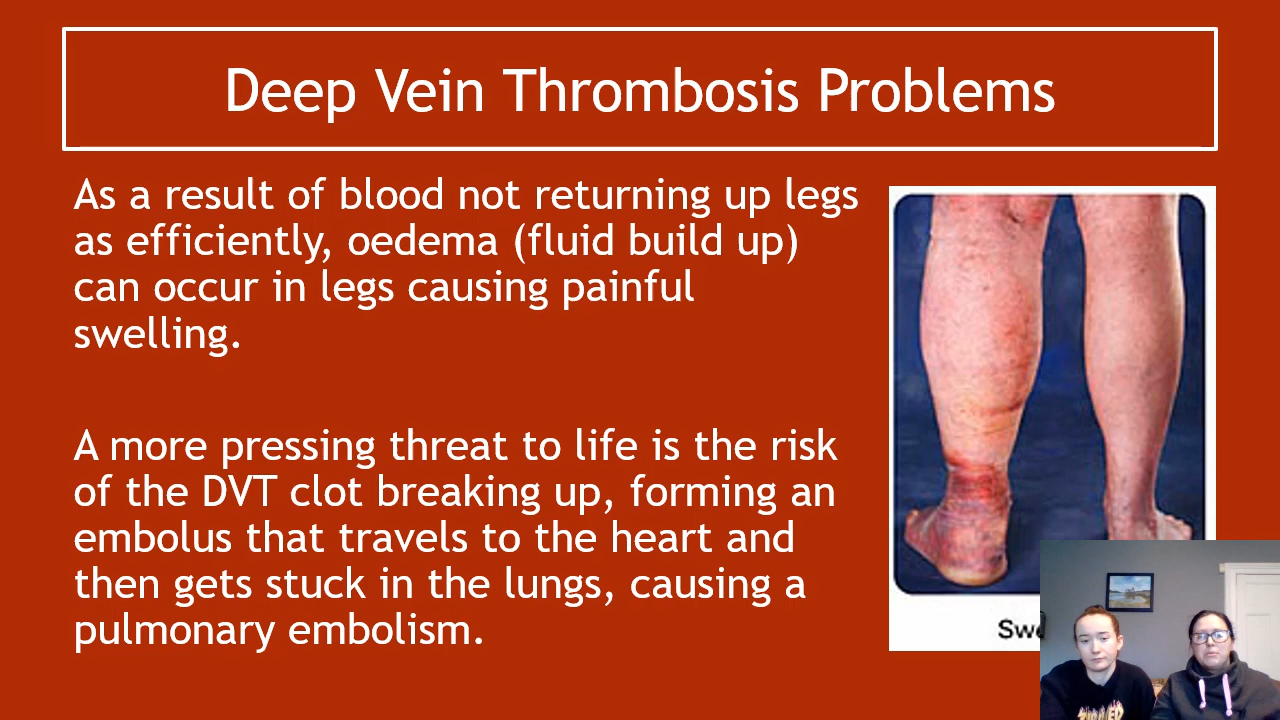 Deep Vein Thrombosis Problems
As a result of blood not returning up legs
as efficiently, oedema (fluid build up)
can occur in legs causing painful
swelling.
A more pressing threat to life is the risk
of the DVT clot breaking up, forming an
embolus that travels to the heart and
then gets stuck in the lungs, causing a
pulmonary embolism.